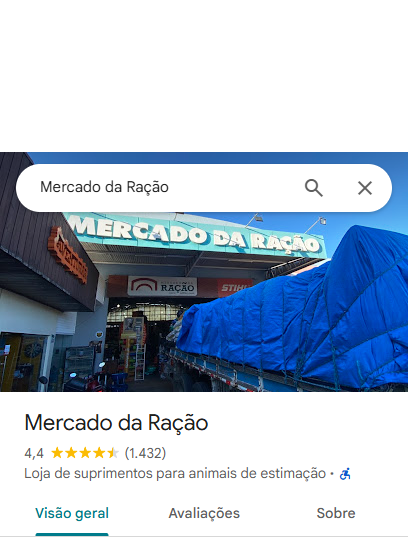 Mercado da Ração
MERCADO DA RAÇÃO
RAÇÃO
STIHL
Mercado da Ração
4,4 (1.432)
Loja de suprimentos para animais de estimação ·
Visão geral
Avaliações
Sobre